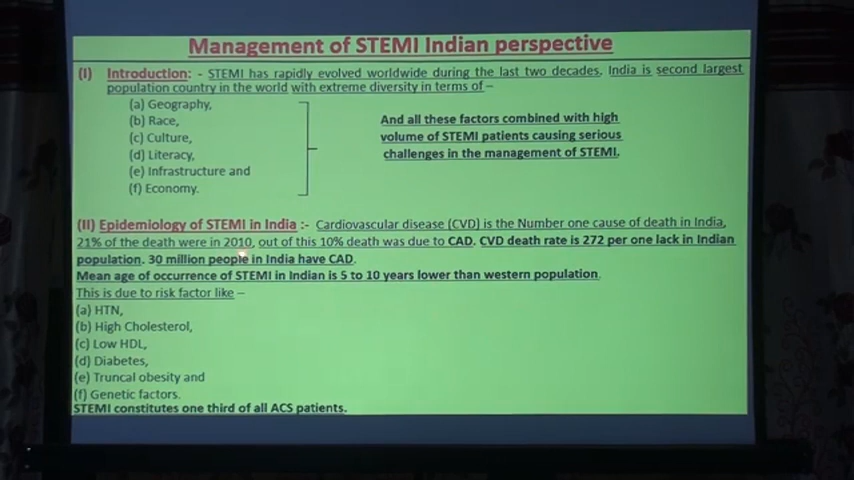 Management of STEMI Indian perspective
(I) Introduction: - STEMI has rapidly evolved worldwide during the last two decades. India is second largest
population country in the world with extreme diversity in terms of –
(a) Geography,
(b) Race,
(c) Culture,
(d) Literacy,
(e) Infrastructure and
(f) Economy.
And all these factors combined with high
volume of STEMI patients causing serious
challenges in the management of STEMI.
(II) Epidemiology of STEMI in India :- Cardiovascular disease (CVD) is the Number one cause of death in India,
21% of the death were in 2010, out of this 10% death was due to CAD. CVD death rate is 272 per one lack in Indian
population. 30 million people in India have CAD.
Mean age of occurrence of STEMI in Indian is 5 to 10 years lower than western population.
This is due to risk factor like –
(a) HTN,
(b) High Cholesterol,
(c) Low HDL,
(d) Diabetes,
(e) Truncal obesity and
(f) Genetic factors.
STEMI constitutes one third of all ACS patients.